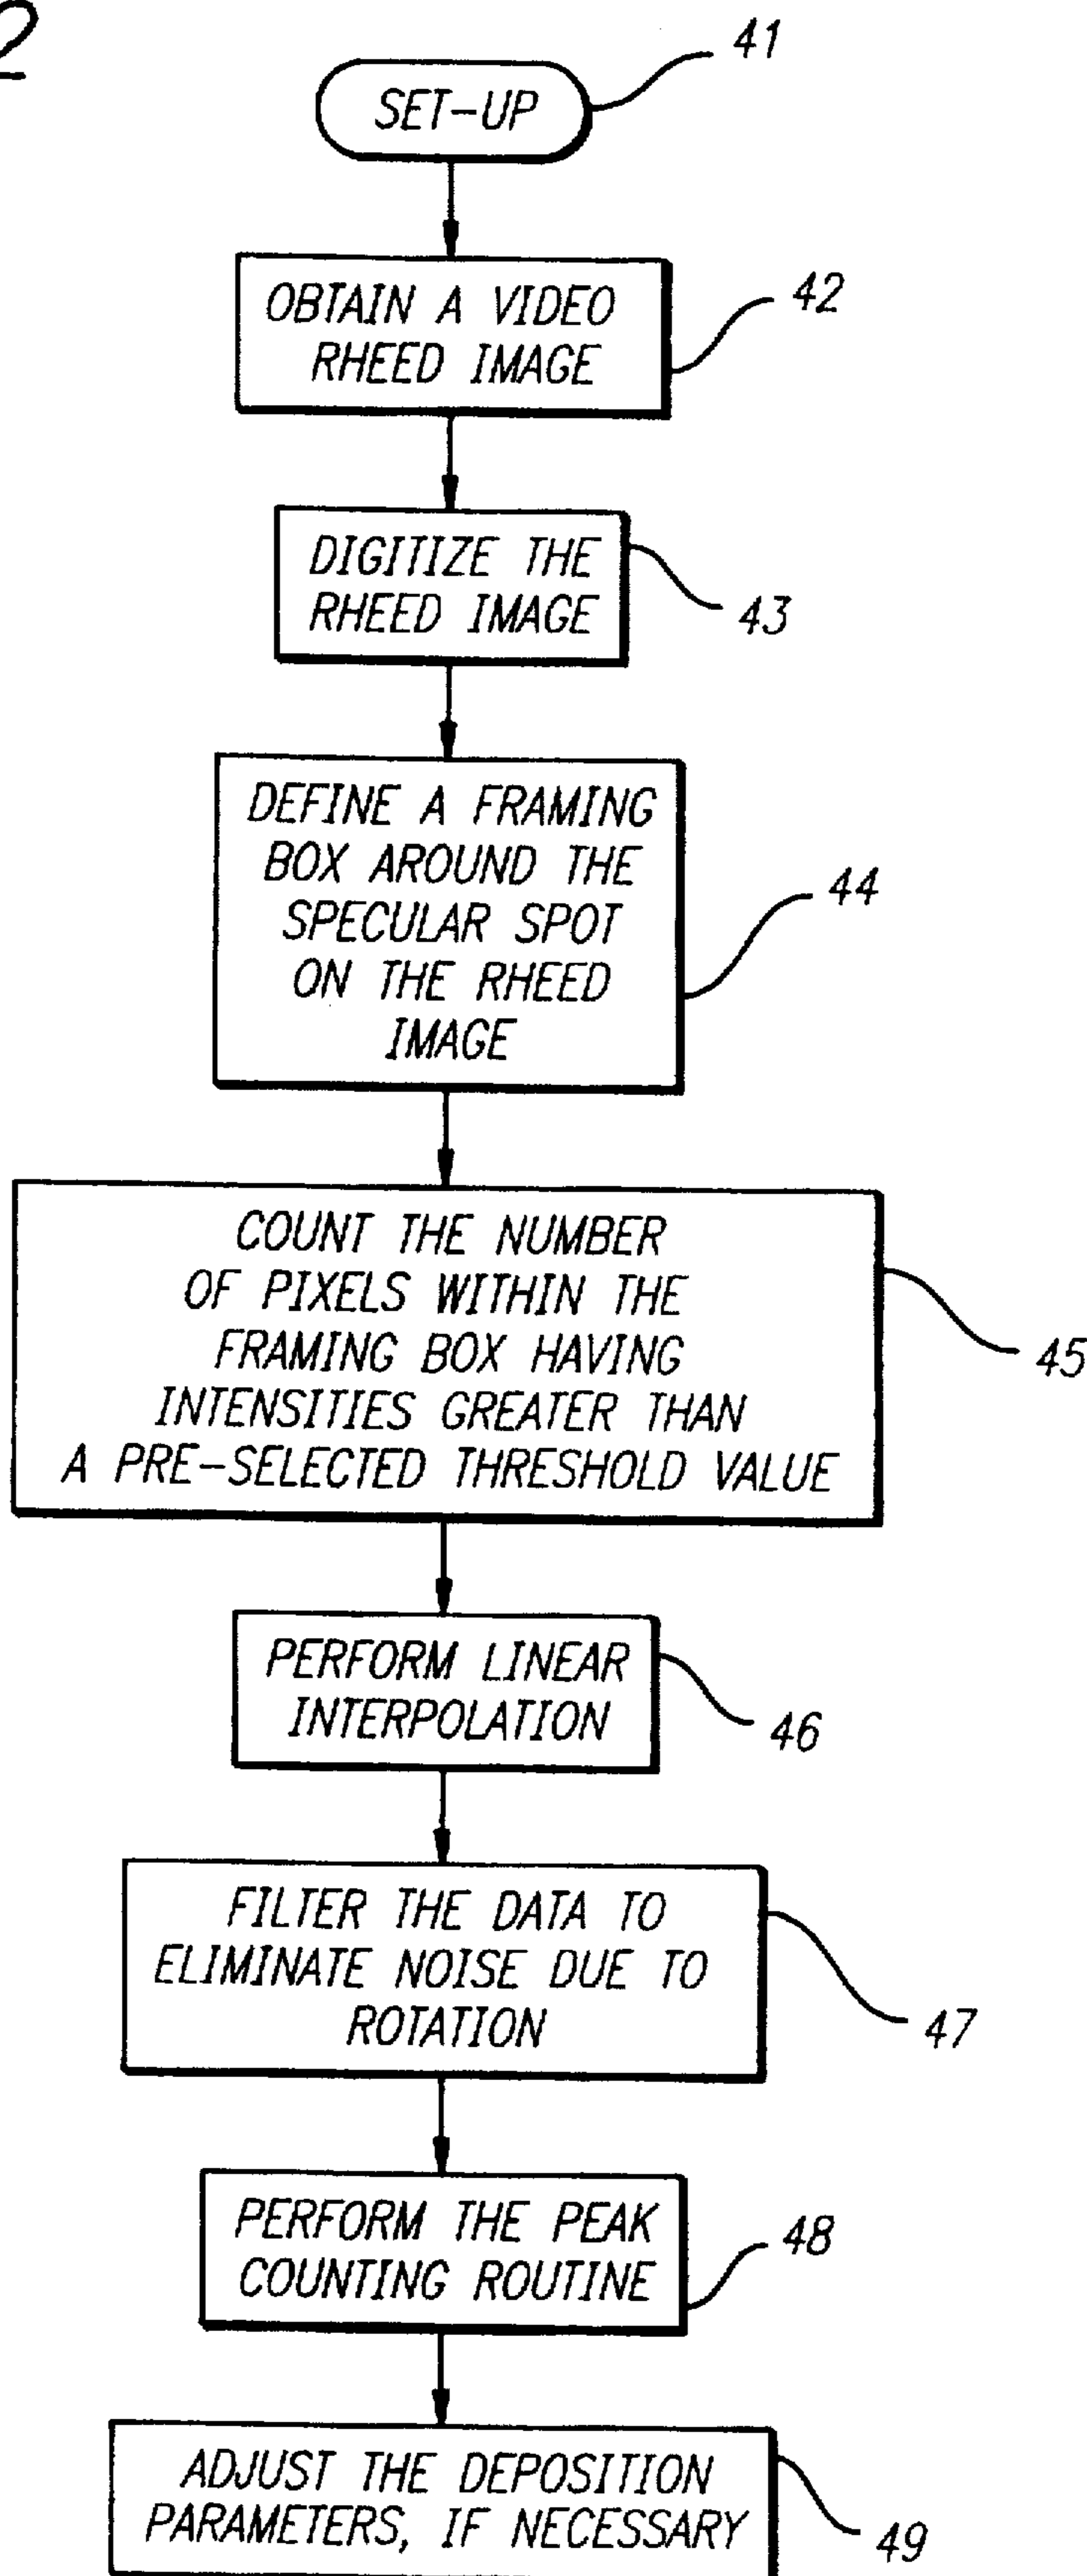 2
41
SET-UP
42
OBTAIN A VIDEO
RHEED IMAGE
DIGITIZE THE
RHEED IMAGE
43
DEFINE A FRAMING
BOX AROUND THE
SPECULAR SPOT
ON THE RHEED
IMAGE
44
COUNT THE NUMBER
OF PIXELS WITHIN THE
FRAMING BOX HAVING
INTENSITIES GREATER THAN
A PRE-SELECTED THRESHOLD VALUE
45
PERFORM LINEAR
INTERPOLATION
46
FILTER THE DATA TO
ELIMINATE NOISE DUE TO
ROTATION
47
PERFORM THE PEAK
COUNTING ROUTINE
48
ADJUST THE DEPOSITION
PARAMETERS, IF NECESSARY
49